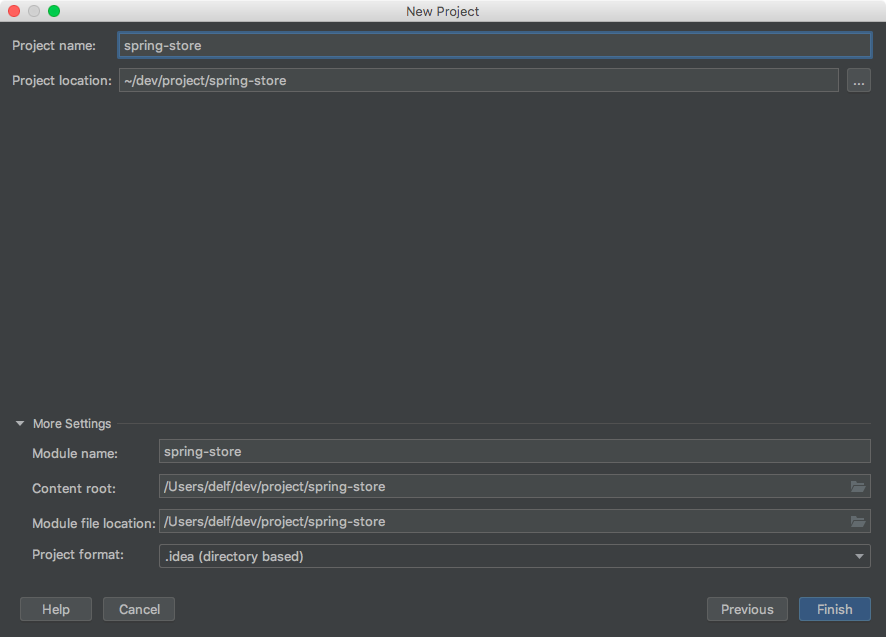 New Project
Project name: spring-store
Project location: ~/dev/project/spring-store ...
More Settings
Module name: spring-store
Content root: /Users/delf/dev/project/spring-store
Module file location: /Users/delf/dev/project/spring-store
Project format: .idea (directory based)
Help Cancel Previous Finish